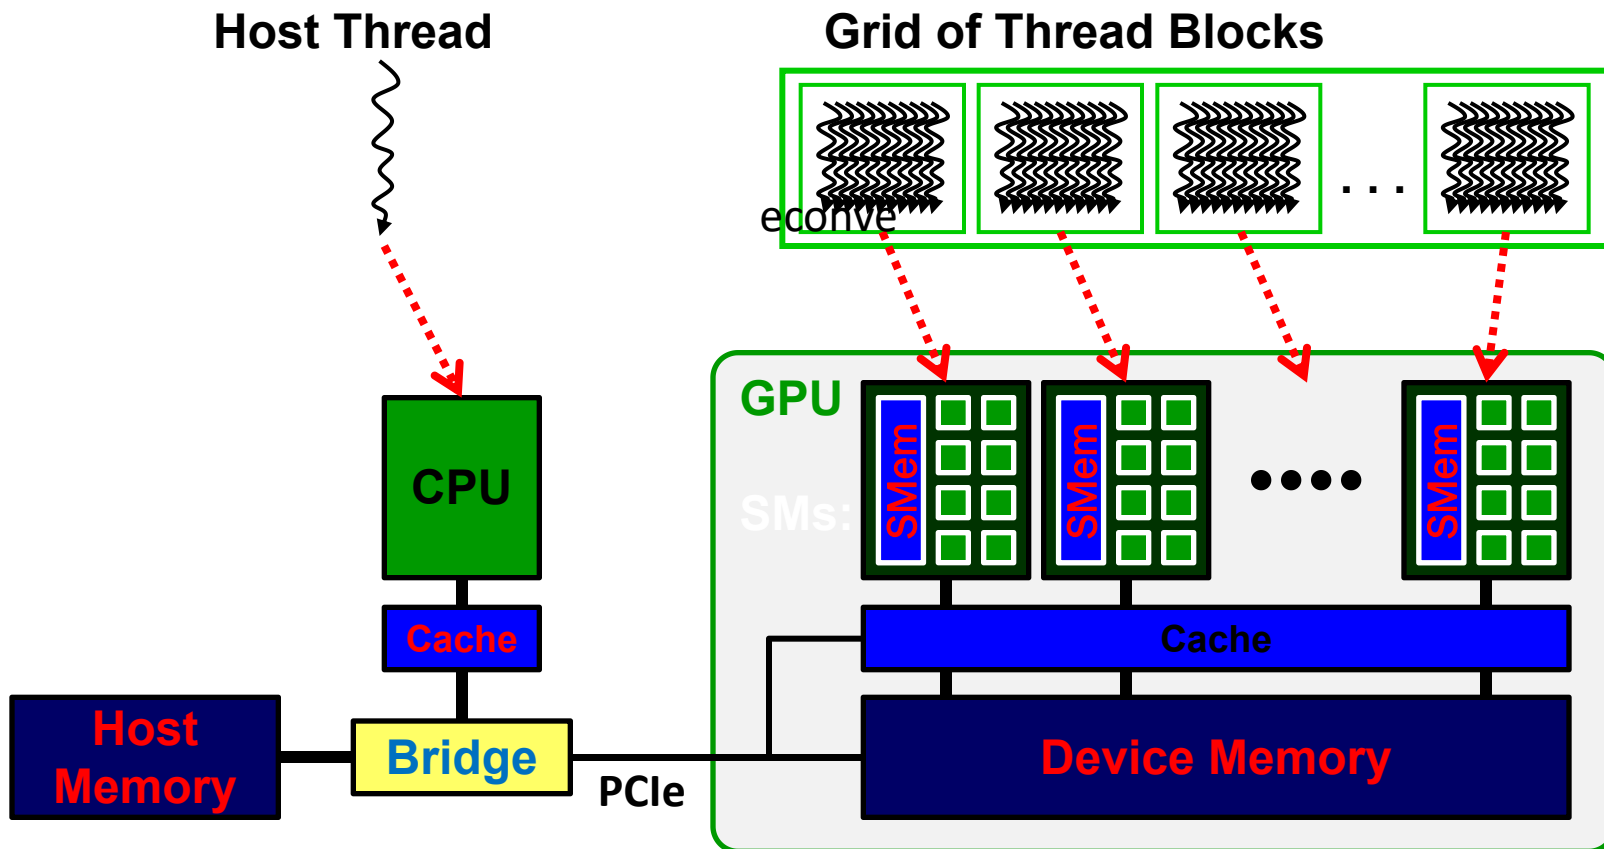 Host Thread
Grid of Thread Blocks
. . .
econve
GPU
SMs:
SMem
SMem
SMem
CPU
Cache
Cache
Host
Memory
Bridge
PCIe
Device Memory